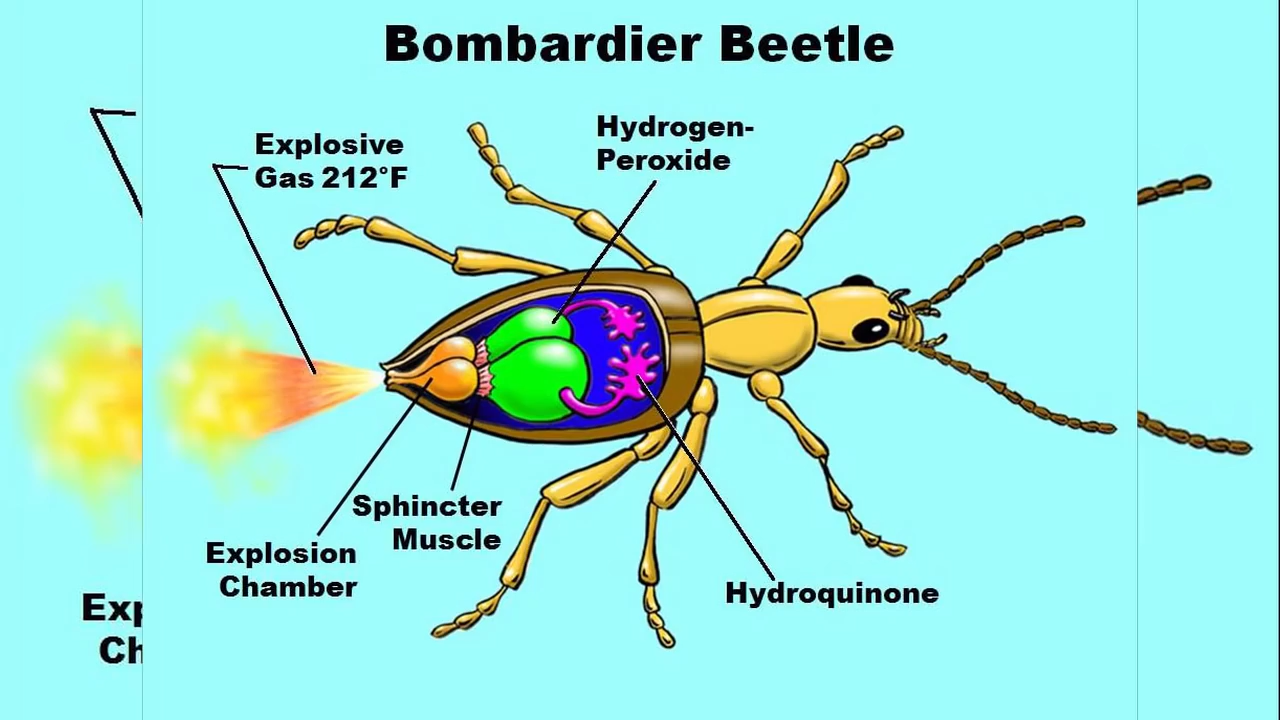 Bombardier Beetle
Explosive
Gas 212°F
Hydrogen-
Peroxide
Sphincter
Muscle
Explosion
Chamber
Hydroquinone
Exp
Ch